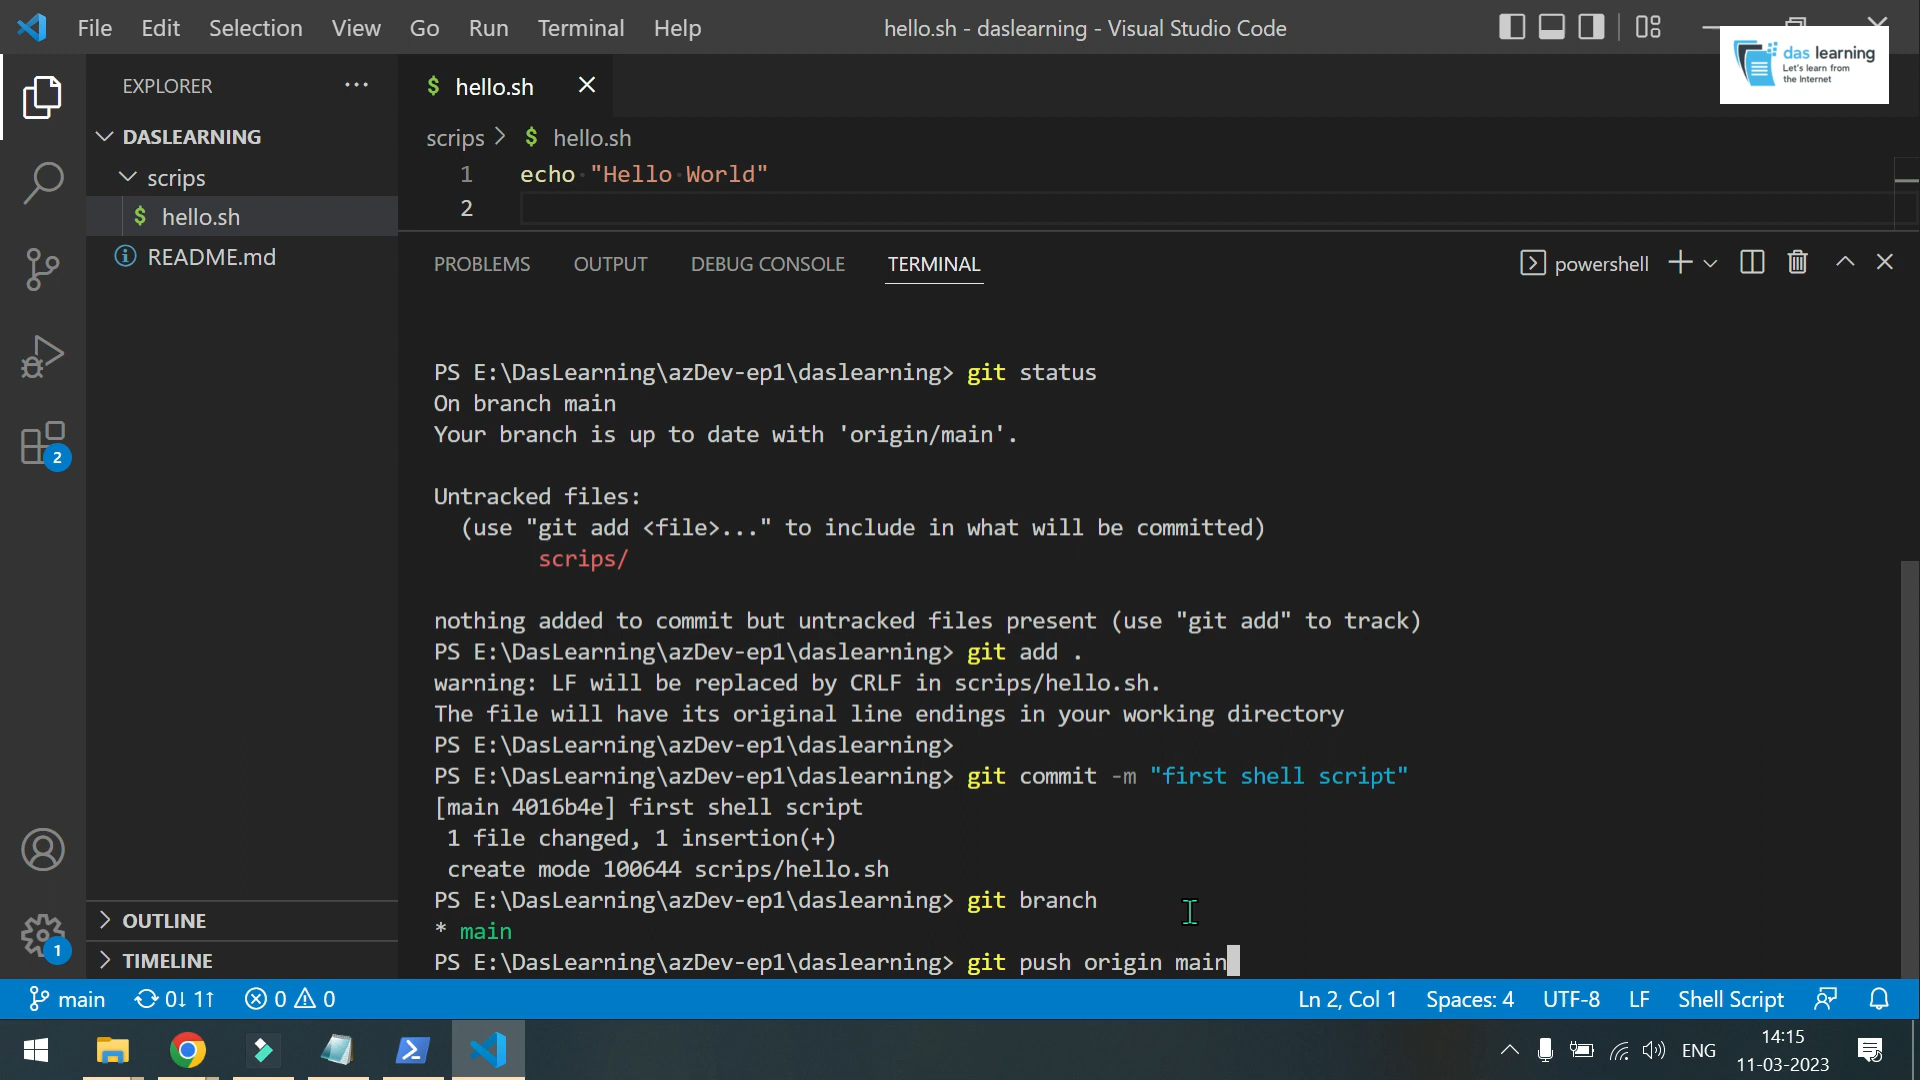 File Edit Selection View Go Run Terminal Help
hello.sh - daslearning - Visual Studio Code
das learning
Let's learn from
the Internet
EXPLORER
DASLEARNING
scrips
$ hello.sh
README.md
OUTLINE
TIMELINE
$ hello.sh
scrips > $ hello.sh
1 echo "Hello World"
2
PROBLEMS OUTPUT DEBUG CONSOLE TERMINAL
powershell
PS E:\DasLearning\azDev-ep1\daslearning> git status
On branch main
Your branch is up to date with 'origin/main'.
Untracked files:
(use "git add <file>..." to include in what will be committed)
scrips/
nothing added to commit but untracked files present (use "git add" to track)
PS E:\DasLearning\azDev-ep1\daslearning> git add .
warning: LF will be replaced by CRLF in scrips/hello.sh.
The file will have its original line endings in your working directory
PS E:\DasLearning\azDev-ep1\daslearning>
PS E:\DasLearning\azDev-ep1\daslearning> git commit -m "first shell script"
[main 4016b4e] first shell script
1 file changed, 1 insertion(+)
create mode 100644 scrips/hello.sh
PS E:\DasLearning\azDev-ep1\daslearning> git branch
* main
PS E:\DasLearning\azDev-ep1\daslearning> git push origin main
2
1
main 0↓ 1↑ 0 0
Ln 2, Col 1 Spaces: 4 UTF-8 LF Shell Script
ENG
14:15
11-03-2023